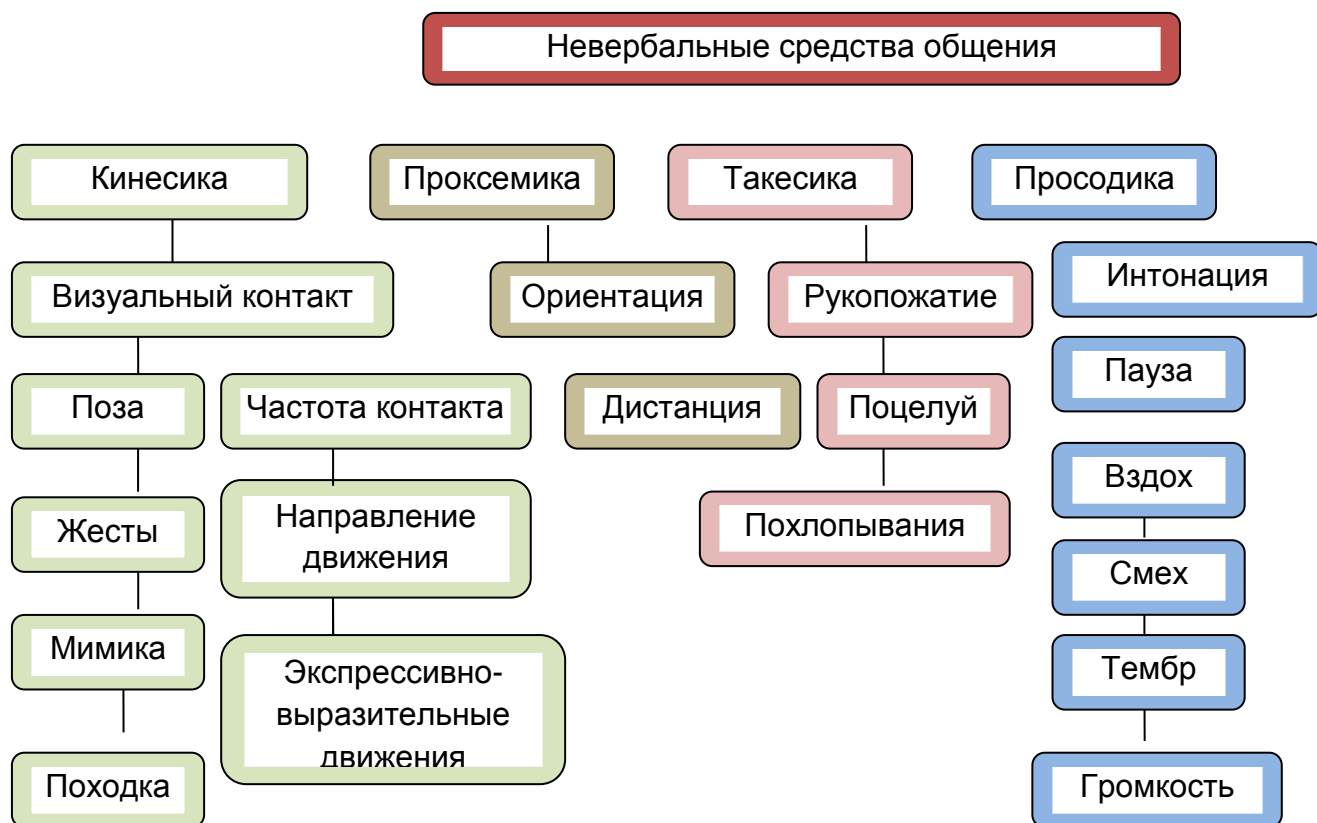 Невербальные средства общения
Кинесика
Проксемика
Такесика
Просодика
Визуальный контакт
Ориентация
Рукопожатие
Интонация
Поза
Частота контакта
Дистанция
Поцелуй
Пауза
Жесты
Направление
движения
Похлопывания
Вздох
Смех
Мимика
Экспрессивно-
выразительные
движения
Тембр
Походка
Громкость